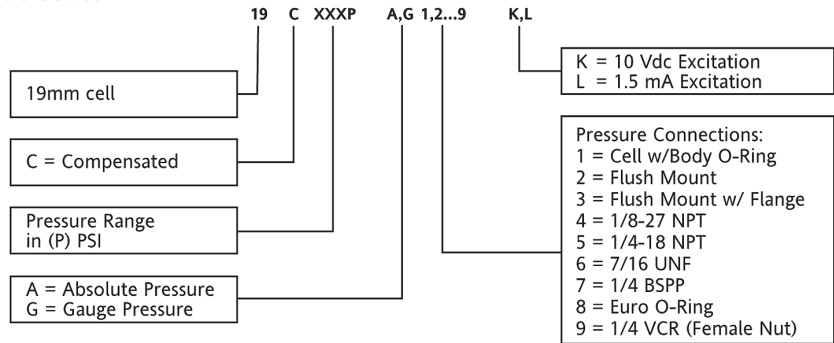 19 C XXXP A,G 1,2...9 K,L
19mm cell
C = Compensated
Pressure Range
in (P) PSI
A = Absolute Pressure
G = Gauge Pressure
K = 10 Vdc Excitation
L = 1.5 mA Excitation
Pressure Connections:
1 = Cell w/Body O-Ring
2 = Flush Mount
3 = Flush Mount w/ Flange
4 = 1/8-27 NPT
5 = 1/4-18 NPT
6 = 7/16 UNF
7 = 1/4 BSPP
8 = Euro O-Ring
9 = 1/4 VCR (Female Nut)